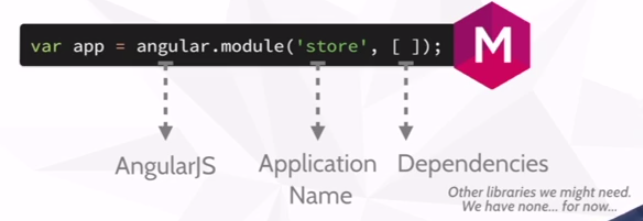 var app = angular.module('store', [ ]);
M
AngularJS
Application
Name
Dependencies
Other libraries we might need.
We have none... for now...